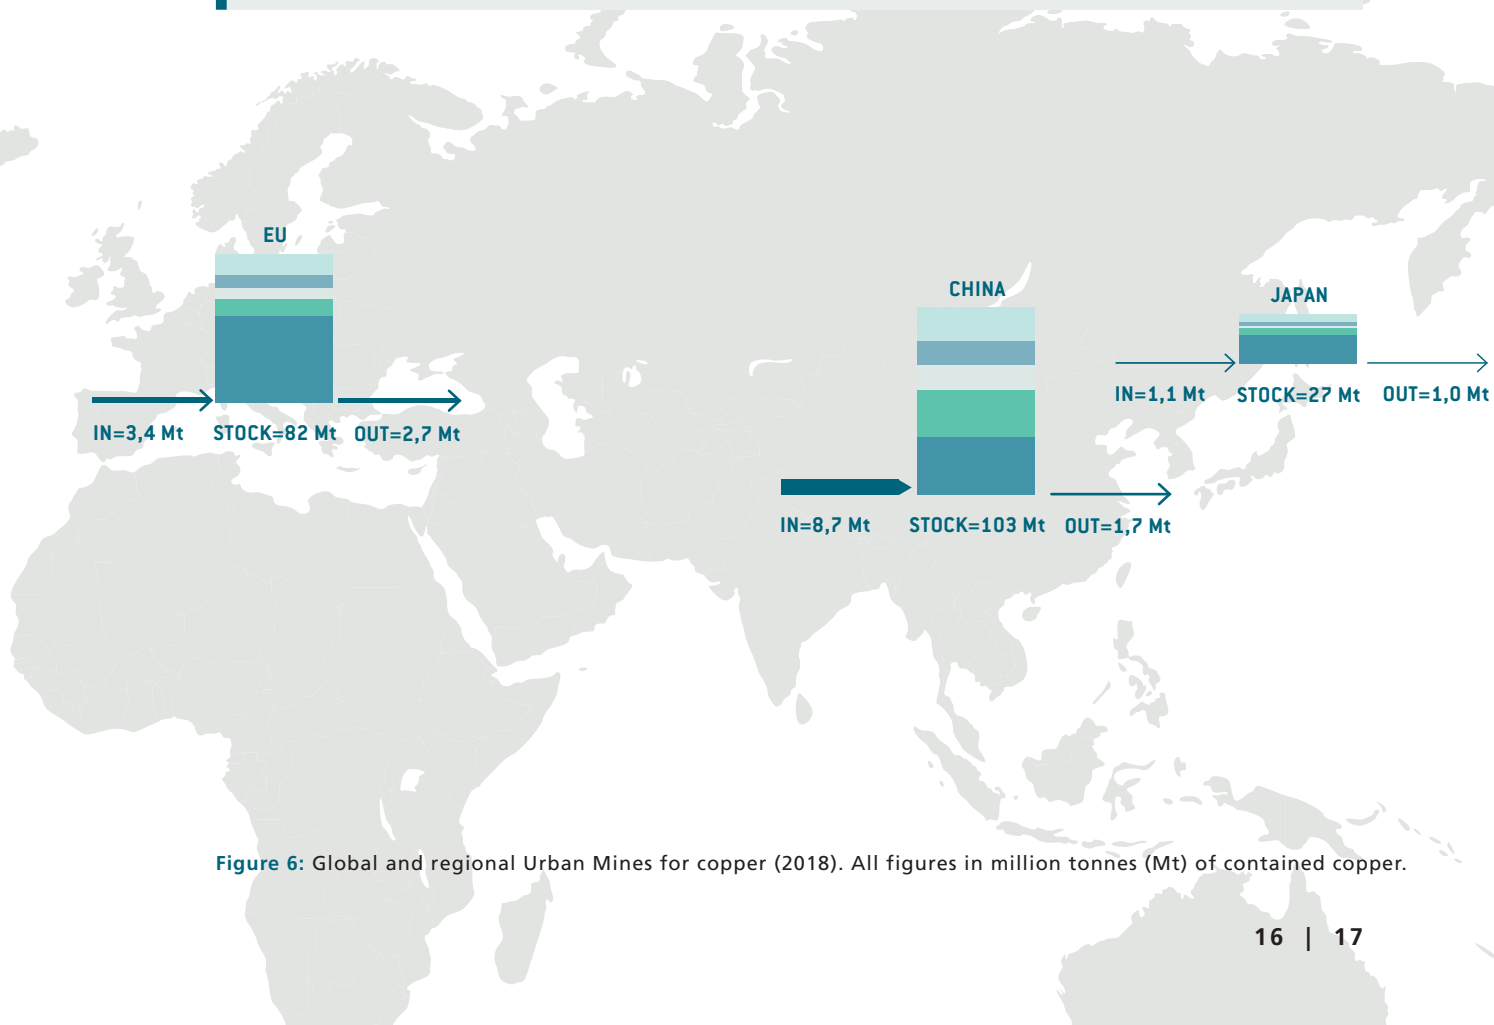 EU
IN=3,4 Mt
STOCK=82 Mt
OUT=2,7 Mt
CHINA
IN=8,7 Mt
STOCK=103 Mt
OUT=1,7 Mt
JAPAN
IN=1,1 Mt
STOCK=27 Mt
OUT=1,0 Mt
Figure 6: Global and regional Urban Mines for copper (2018). All figures in million tonnes (Mt) of contained copper.
16 | 17